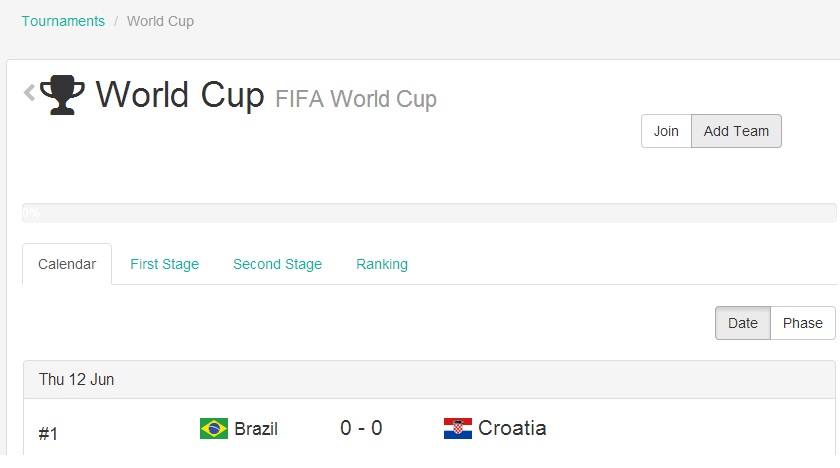 Tournaments / World Cup
World Cup FIFA World Cup
Join Add Team
0%
Calendar First Stage Second Stage Ranking
Date Phase
Thu 12 Jun
#1 Brazil 0 - 0 Croatia